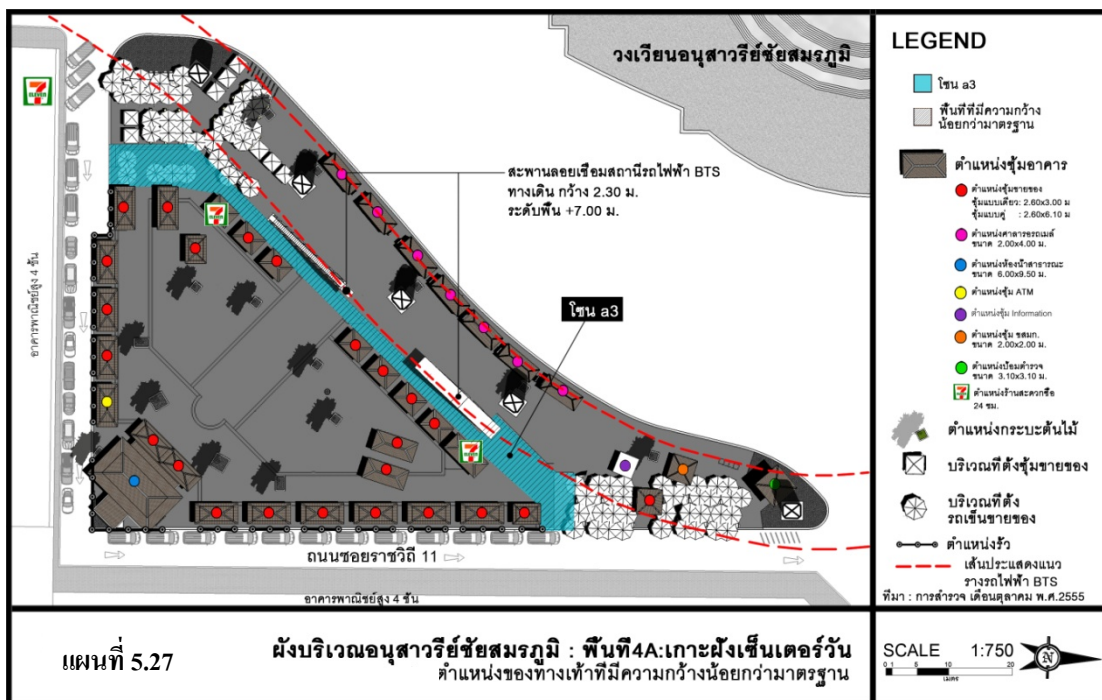 วงเวียนอนุสาวรีย์ชัยสมรภูมิ
7
ELEVEN
สะพานลอยเชื่อมสถานีรถไฟฟ้า BTS
ทางเดิน กว้าง 2.30 ม.
ระดับพื้น +7.00 ม.
7
ELEVEN
อาคารพาณิชย์สูง 4 ชั้น
โซน a3
7
ELEVEN
ถนนซอยราชวิถี 11
อาคารพาณิชย์สูง 4 ชั้น
LEGEND
โซน a3
พื้นที่ที่มีความกว้าง
น้อยกว่ามาตรฐาน
ตำแหน่งซุ้มอาคาร
ตำแหน่งซุ้มขายของ
ซุ้มแบบเดี่ยว: 2.60x3.00 ม
ซุ้มแบบคู่ : 2.60x6.10 ม
ตำแหน่งศาลารอรถเมล์
ขนาด 2.00x4.00 ม.
ตำแหน่งห้องน้ำสาธารณะ
ขนาด 6.00x9.50 ม.
ตำแหน่งซุ้ม ATM
ตำแหน่งซุ้ม Information
ตำแหน่งซุ้ม ขสมก.
ขนาด 2.00x2.00 ม.
ตำแหน่งป้อมตำรวจ
ขนาด 3.10x3.10 ม.
7
ELEVEN
ตำแหน่งร้านสะดวกซื้อ
24 ชม.
ตำแหน่งกระบะต้นไม้
บริเวณที่ตั้งซุ้มขายของ
บริเวณที่ตั้ง
รถเข็นขายของ
ตำแหน่งรั้ว
เส้นประแสดงแนว
รางรถไฟฟ้า BTS
ที่มา : การสำรวจ เดือนตุลาคม พ.ศ.2555
แผนที่ 5.27
ผังบริเวณอนุสาวรีย์ชัยสมรภูมิ : พื้นที่4A:เกาะฝั่งเซ็นเตอร์วัน
ตำแหน่งของทางเท้าที่มีความกว้างน้อยกว่ามาตรฐาน
SCALE 1:750
0 1 5 10 20
เมตร
N